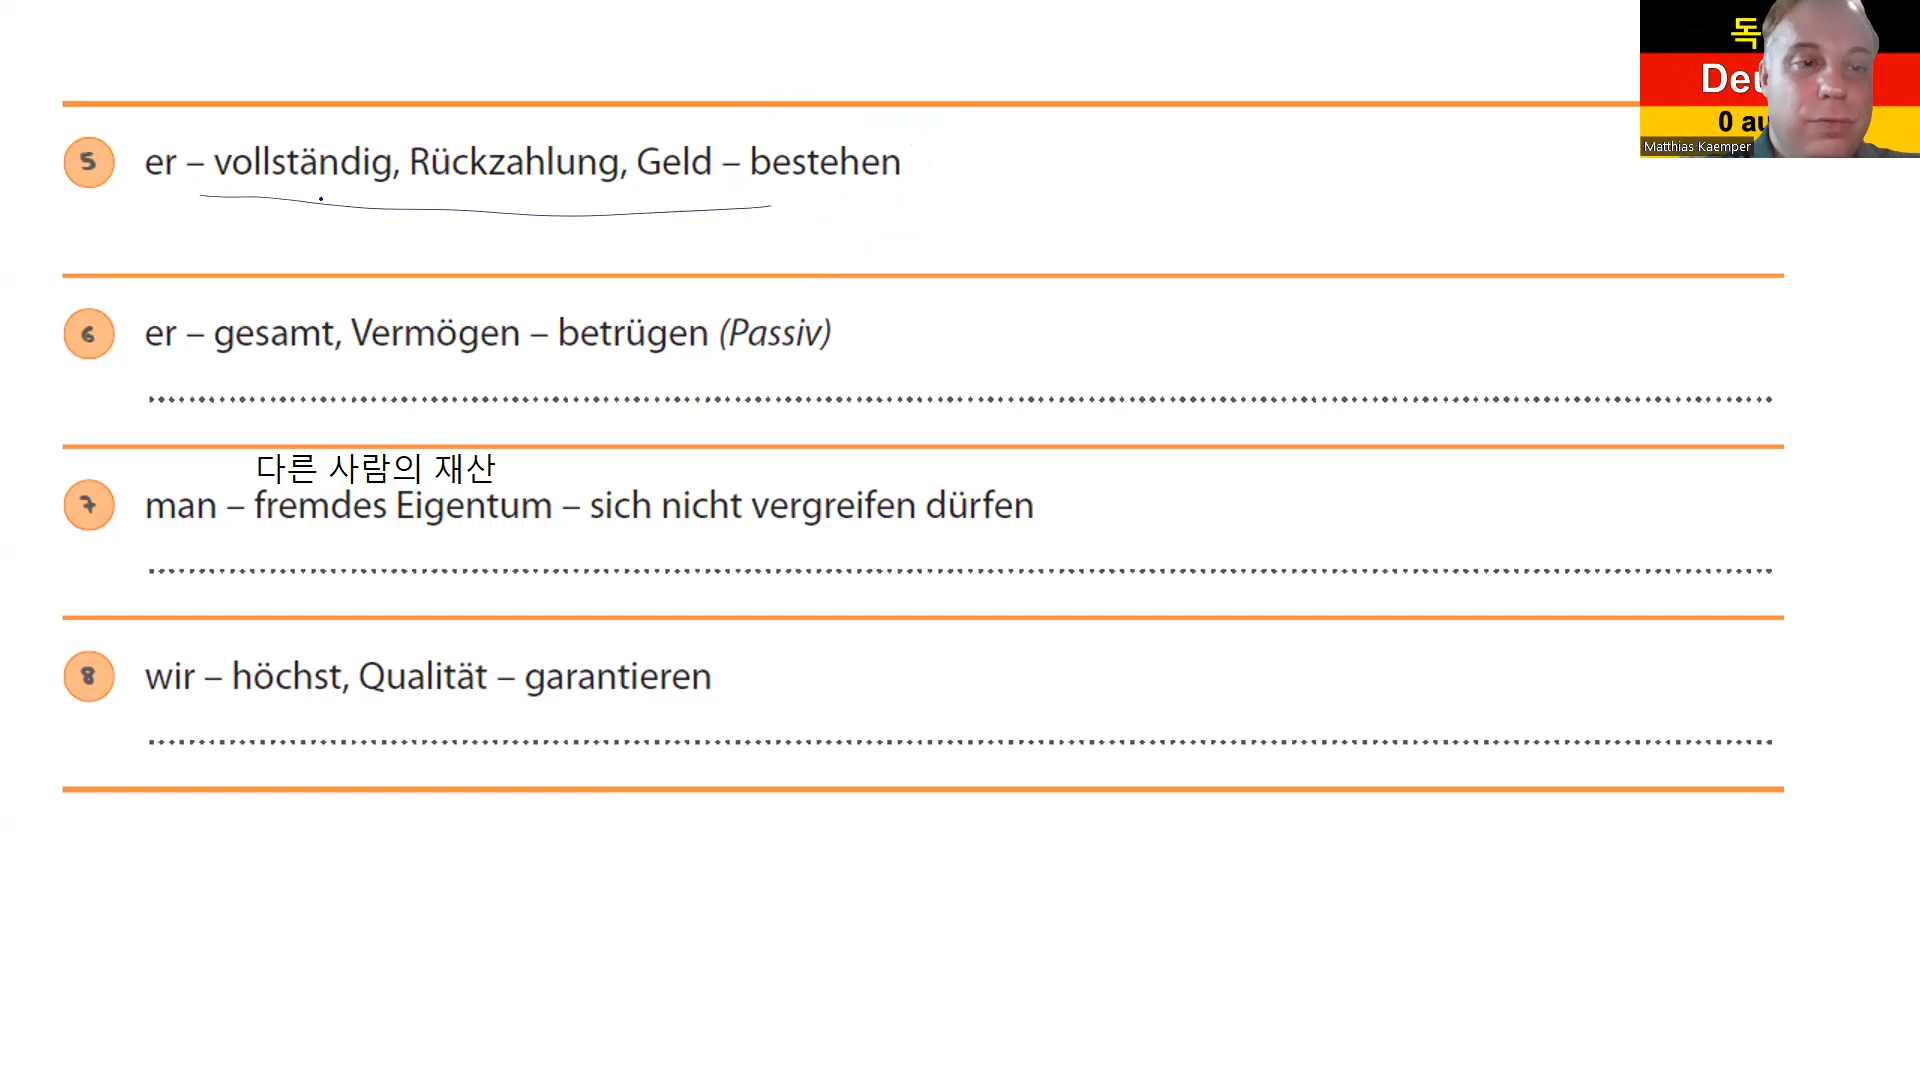 독
Deu
0 au
Matthias Kaemper
5 er – vollständig, Rückzahlung, Geld – bestehen
6 er – gesamt, Vermögen – betrügen (Passiv)
다른 사람의 재산
7 man – fremdes Eigentum – sich nicht vergreifen dürfen
8 wir – höchst, Qualität – garantieren